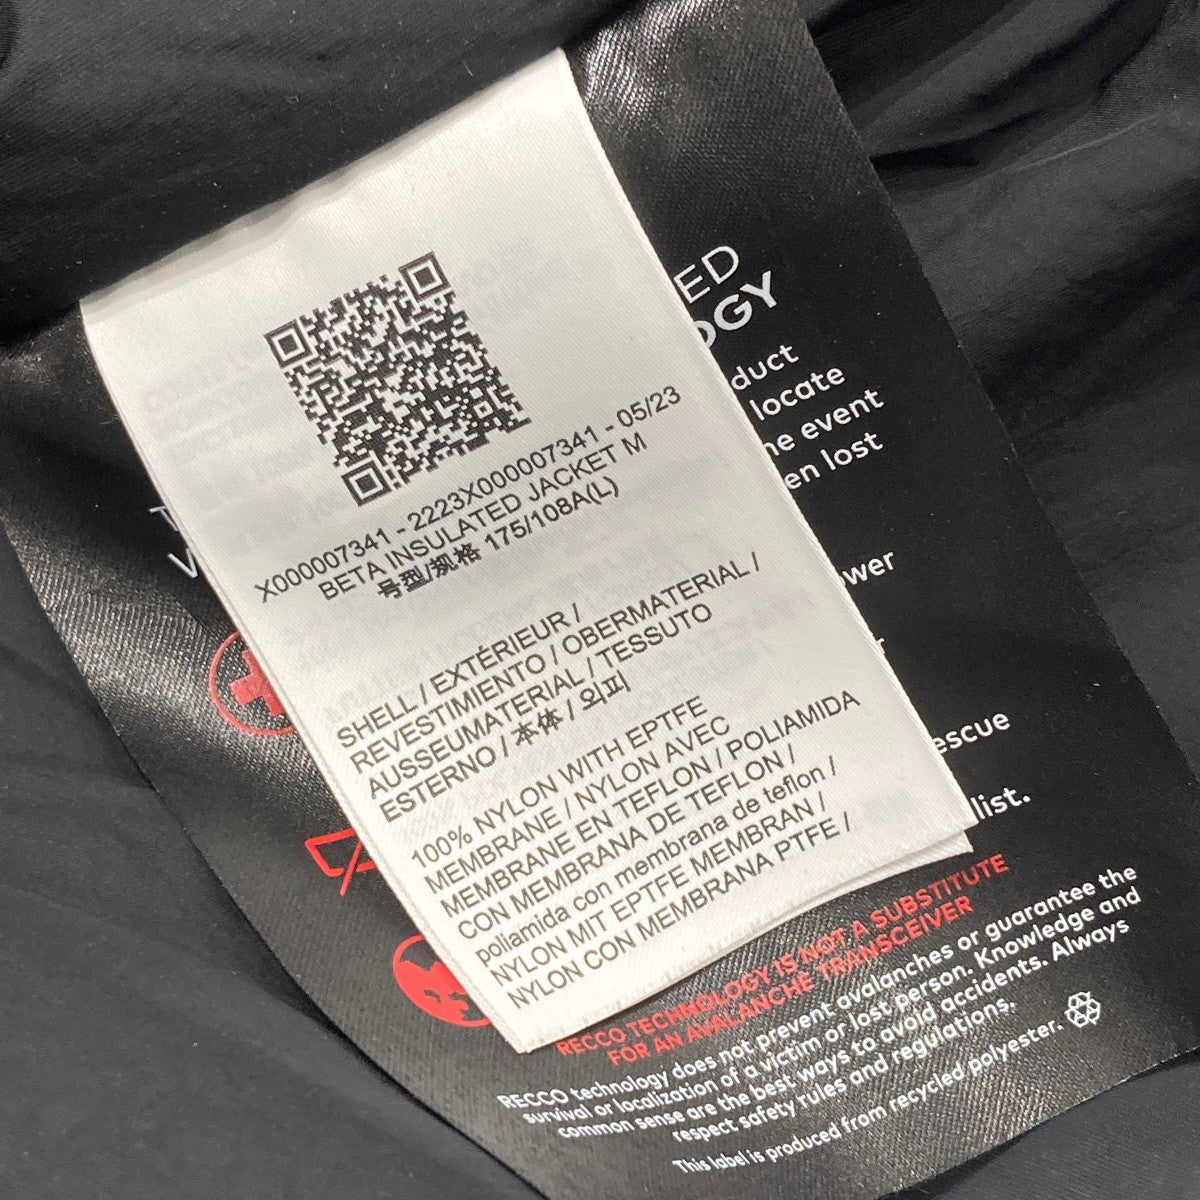 X000007341 - 2223X000007341 - 05/23
BETA INSULATED JACKET M
号型/规格 175/108A(L)
SHELL / EXTÉRIEUR /
REVESTIMIENTO / OBERMATERIAL /
AUSSEUMATERIAL / TESSUTO
ESTERNO / 本体 / 외피
100% NYLON WITH EPTFE
MEMBRANE / NYLON AVEC
MEMBRANE EN TEFLON / POLIAMIDA
CON MEMBRANA DE TEFLON /
poliamida con membrana de teflon /
NYLON MIT EPTFE MEMBRAN /
NYLON CON MEMBRANA PTFE /
ED
OGY
duct
locate
he event
en lost
wer
escue
list.
RECCO TECHNOLOGY IS NOT A SUBSTITUTE
FOR AN AVALANCHE TRANSCEIVER
RECCO technology does not prevent avalanches or guarantee the
survival or localization of a victim or lost person. Knowledge and
common sense are the best ways to avoid accidents. Always
respect safety rules and regulations.
This label is produced from recycled polyester.